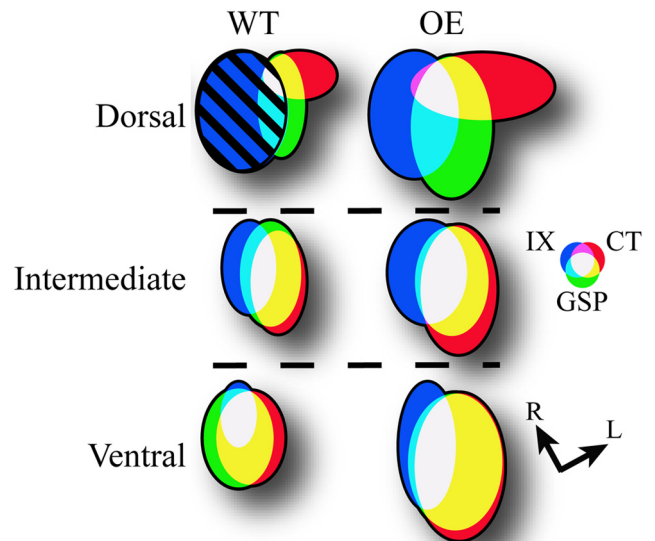 WT OE
Dorsal
Intermediate
IX CT
GSP
Ventral
R L